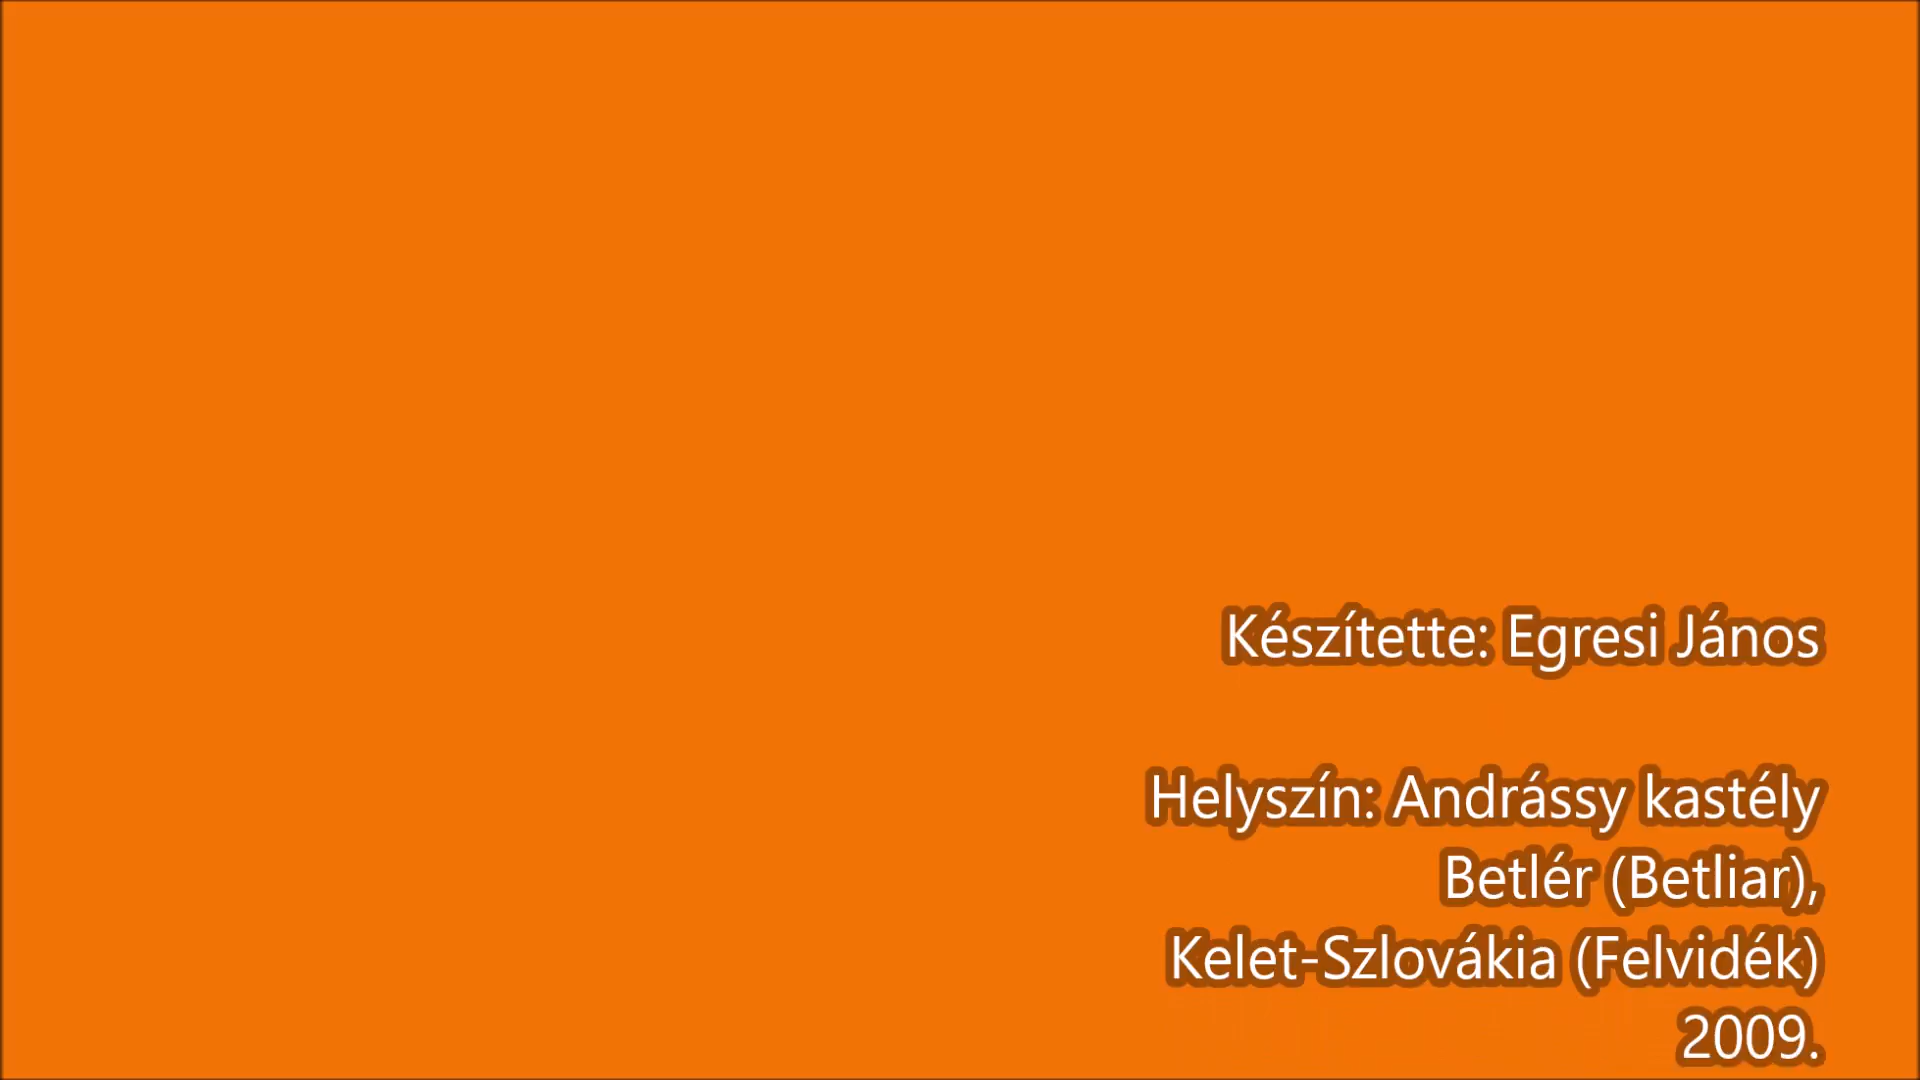 Készítette: Egresi János
Helyszín: Andrássy kastély
Betlér (Betliar),
Kelet-Szlovákia (Felvidék)
2009.